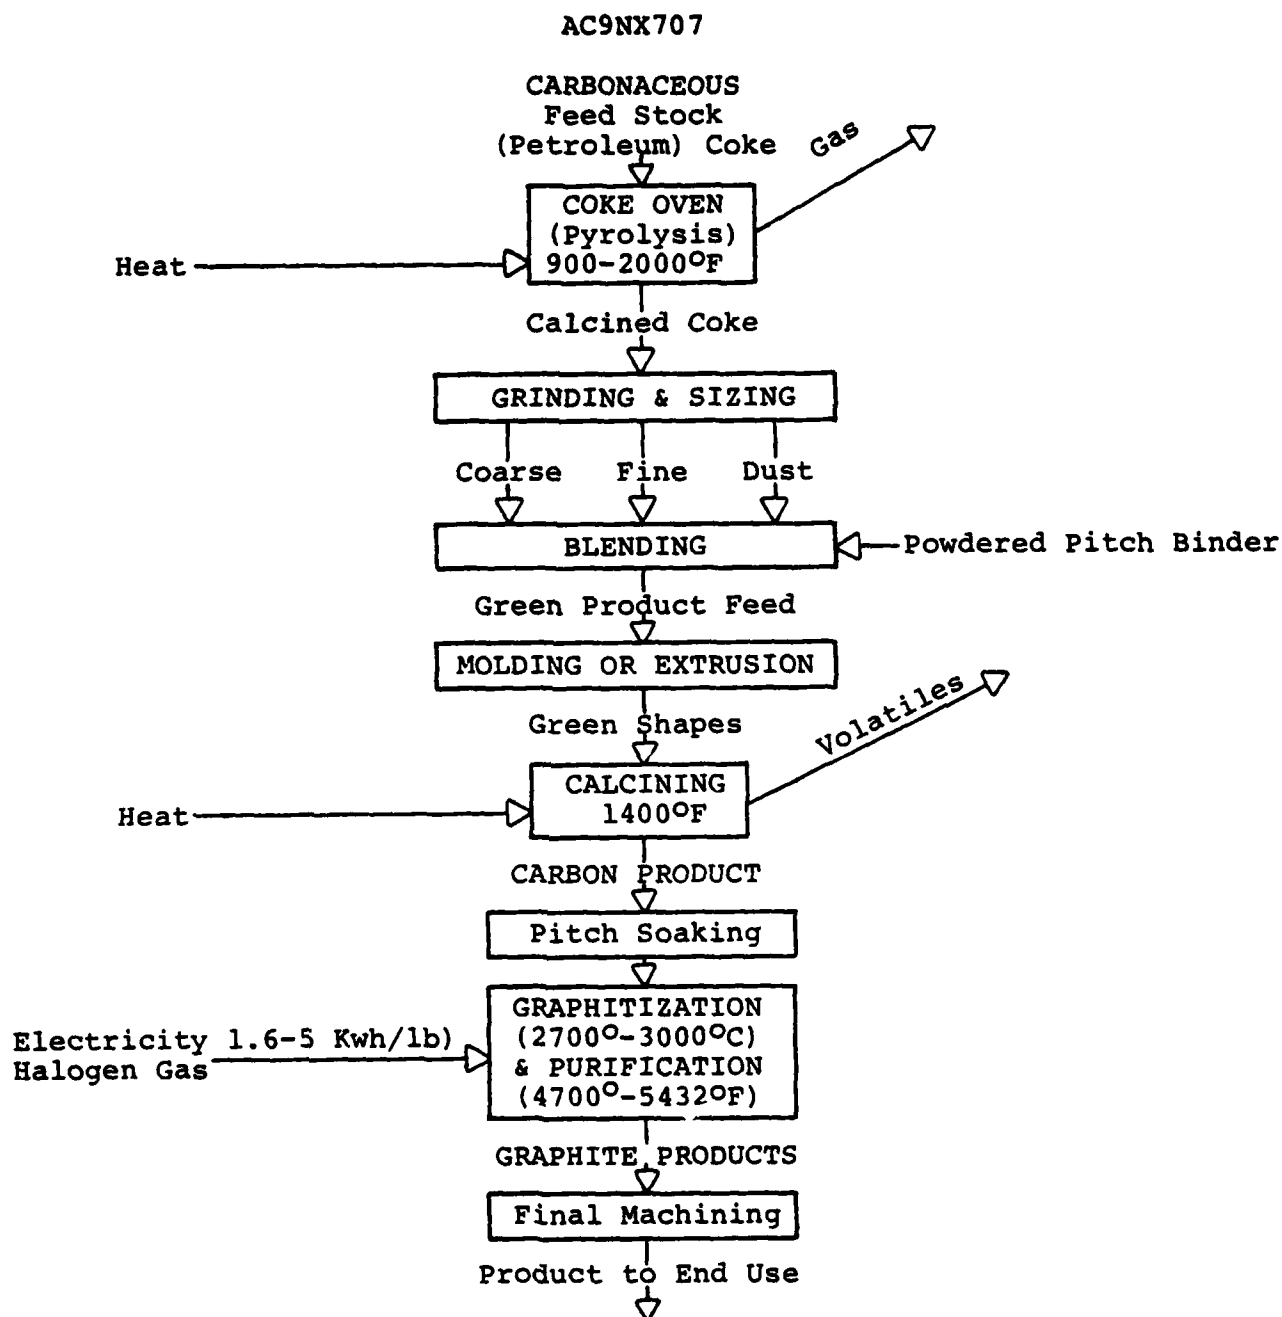 AC9NX707
CARBONACEOUS
Feed Stock
(Petroleum) Coke
Gas
COKE OVEN
(Pyrolysis)
900-2000°F
Heat
Calcined Coke
GRINDING & SIZING
Coarse Fine Dust
BLENDING
Powdered Pitch Binder
Green Product Feed
MOLDING OR EXTRUSION
Green Shapes
Volatiles
CALCINING
1400°F
Heat
CARBON PRODUCT
Pitch Soaking
GRAPHITIZATION
(2700°-3000°C)
& PURIFICATION
(4700°-5432°F)
Electricity 1.6-5 Kwh/lb)
Halogen Gas
GRAPHITE PRODUCTS
Final Machining
Product to End Use